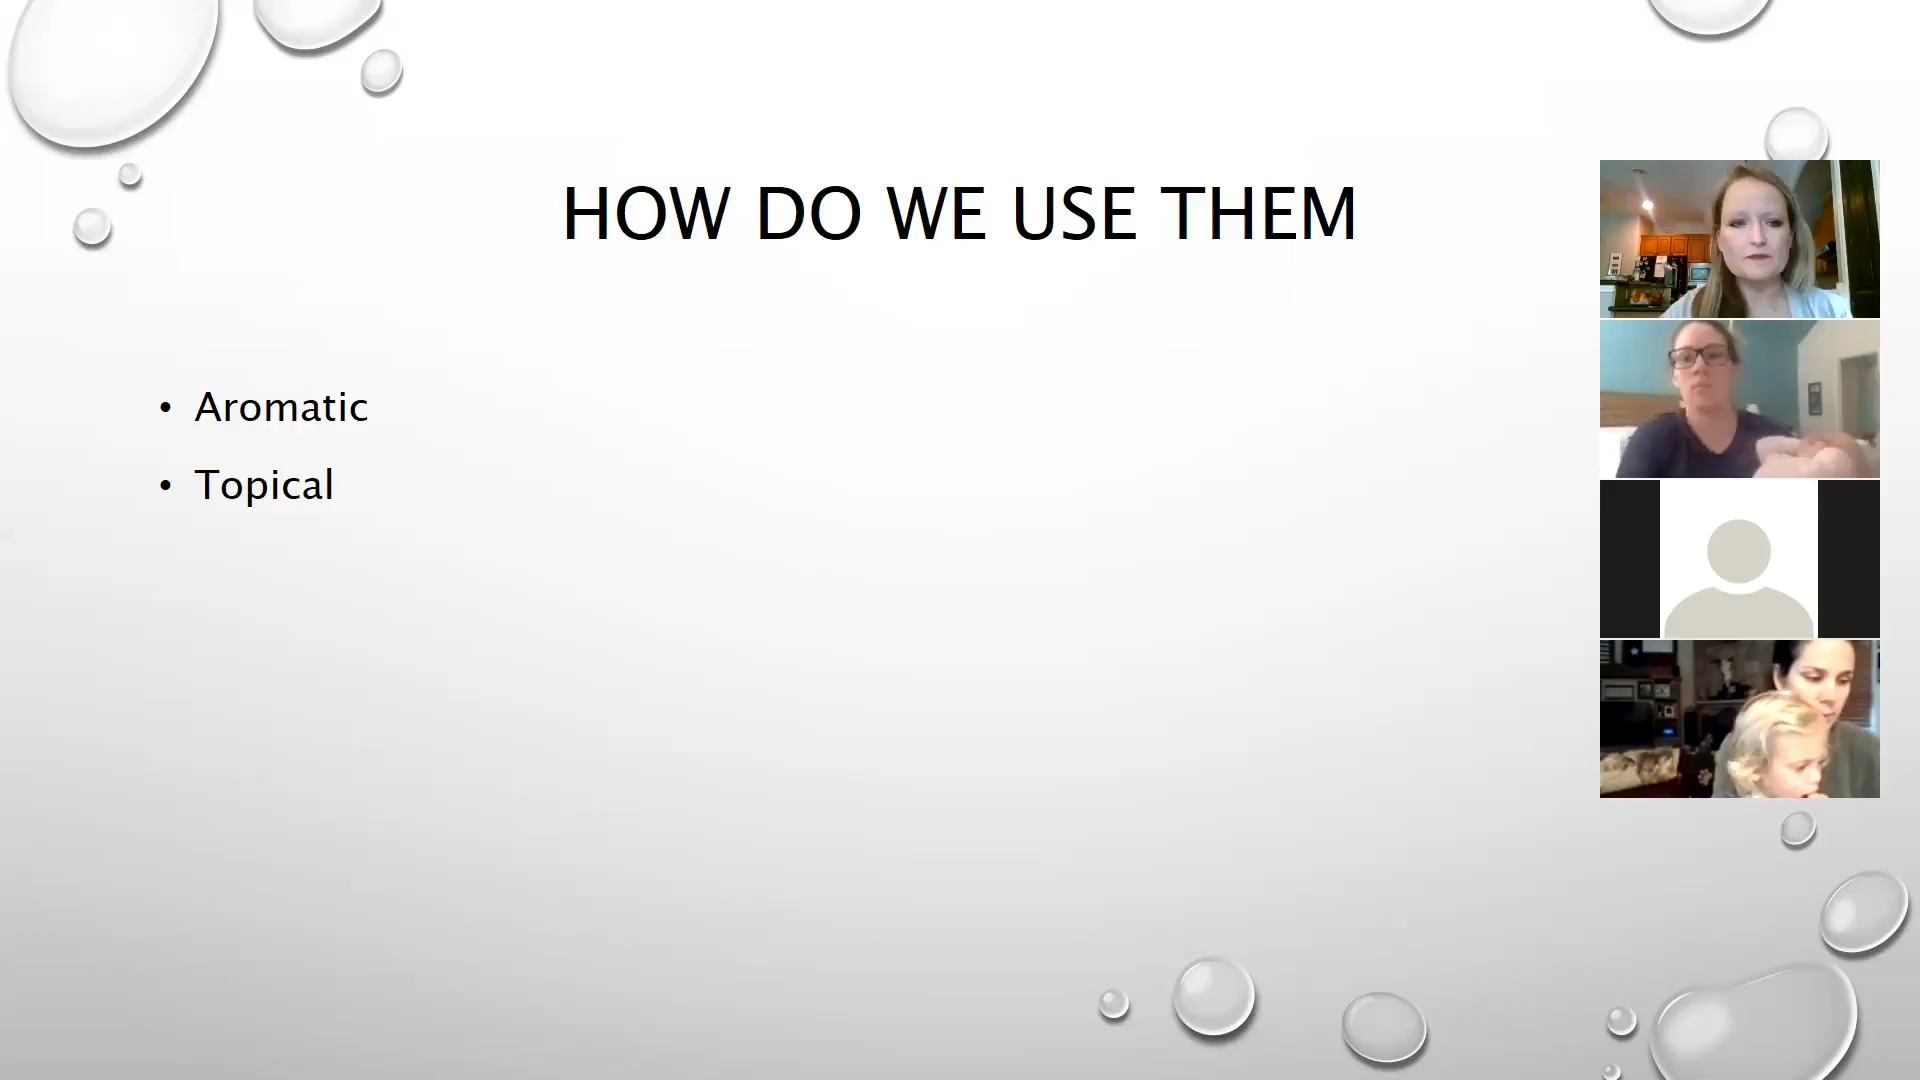 HOW DO WE USE THEM
• Aromatic
• Topical